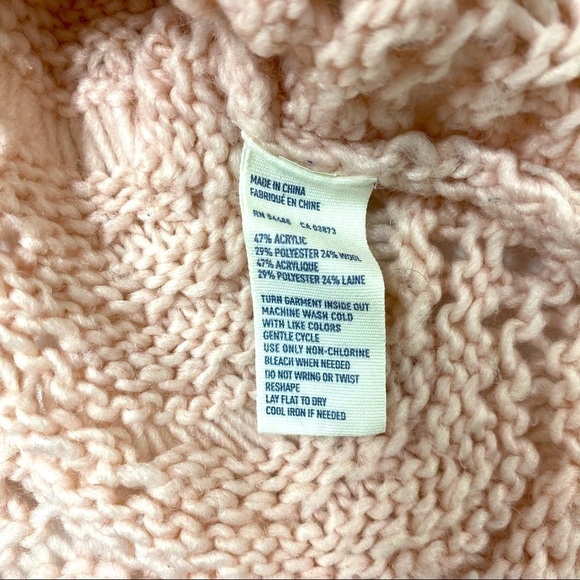 MADE IN CHINA
FABRIQUÉ EN CHINE
RN 54486 CA 03873
47% ACRYLIC
29% POLYESTER 24% WOOL
47% ACRYLIQUE
29% POLYESTER 24% LAINE
TURN GARMENT INSIDE OUT
MACHINE WASH COLD
WITH LIKE COLORS
GENTLE CYCLE
USE ONLY NON-CHLORINE
BLEACH WHEN NEEDED
DO NOT WRING OR TWIST
RESHAPE
LAY FLAT TO DRY
COOL IRON IF NEEDED